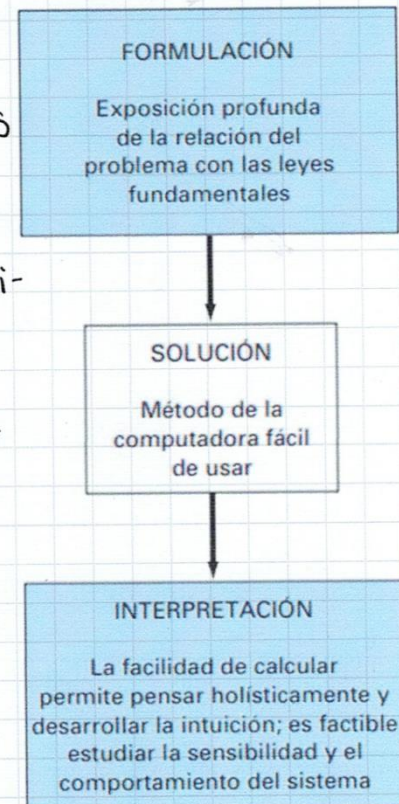 FORMULACIÓN
Exposición profunda
de la relación del
problema con las leyes
fundamentales
SOLUCIÓN
Método de la
computadora fácil
de usar
INTERPRETACIÓN
La facilidad de calcular
permite pensar holísticamente y
desarrollar la intuición; es factible
estudiar la sensibilidad y el
comportamiento del sistema